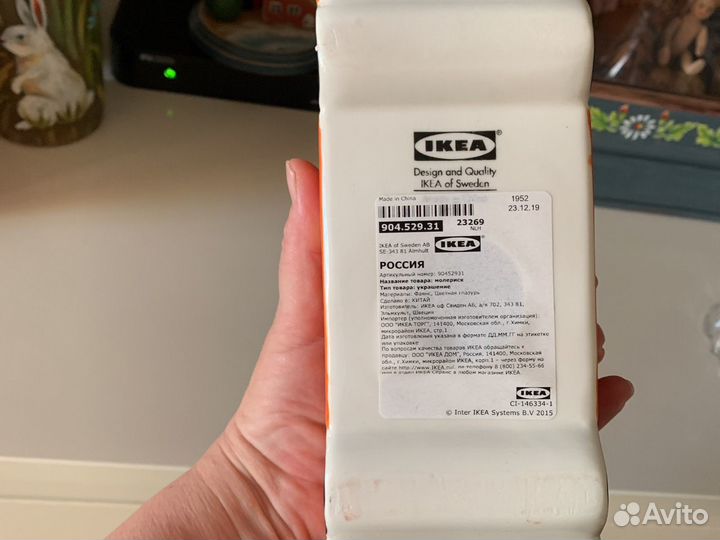 IKEA®
Design and Quality
IKEA of Sweden
Made in China
1952
23.12.19
904.529.31
23269
NLH
IKEA of Sweden AB
SE-343 81 Älmhult
IKEA
РОССИЯ
Артикульный номер: 90452931
Название товара: молериск
Тип товара: украшение
Материалы: Фаянс, Цветная глазурь
Сделано в: КИТАЙ
Изготовитель: ИКЕА оф Свиден АБ, а/я 702, 343 81,
Эльмхульт, Швеция
Импортер (уполномоченная изготовителем организация):
ООО "ИКЕА ТОРГ", 141400, Московская обл., г.Химки,
микрорайон ИКЕА, стр.1
Дата изготовления указана в формате ДД.ММ.ГГ на этикетке
или упаковке
По вопросам качества товаров ИКЕА обращайтесь к
продавцу: ООО "ИКЕА ДОМ", Россия, 141400, Московская
обл., г.Химки, микрорайон ИКЕА, корп.1 - через форму на
сайте http://www.IKEA.ru/, по телефону 8 (800) 234-55-66
или в отдел ИКЕА Сервис в любом магазине ИКЕА.
IKEA
CI-146334-1
© Inter IKEA Systems B.V 2015
Avito